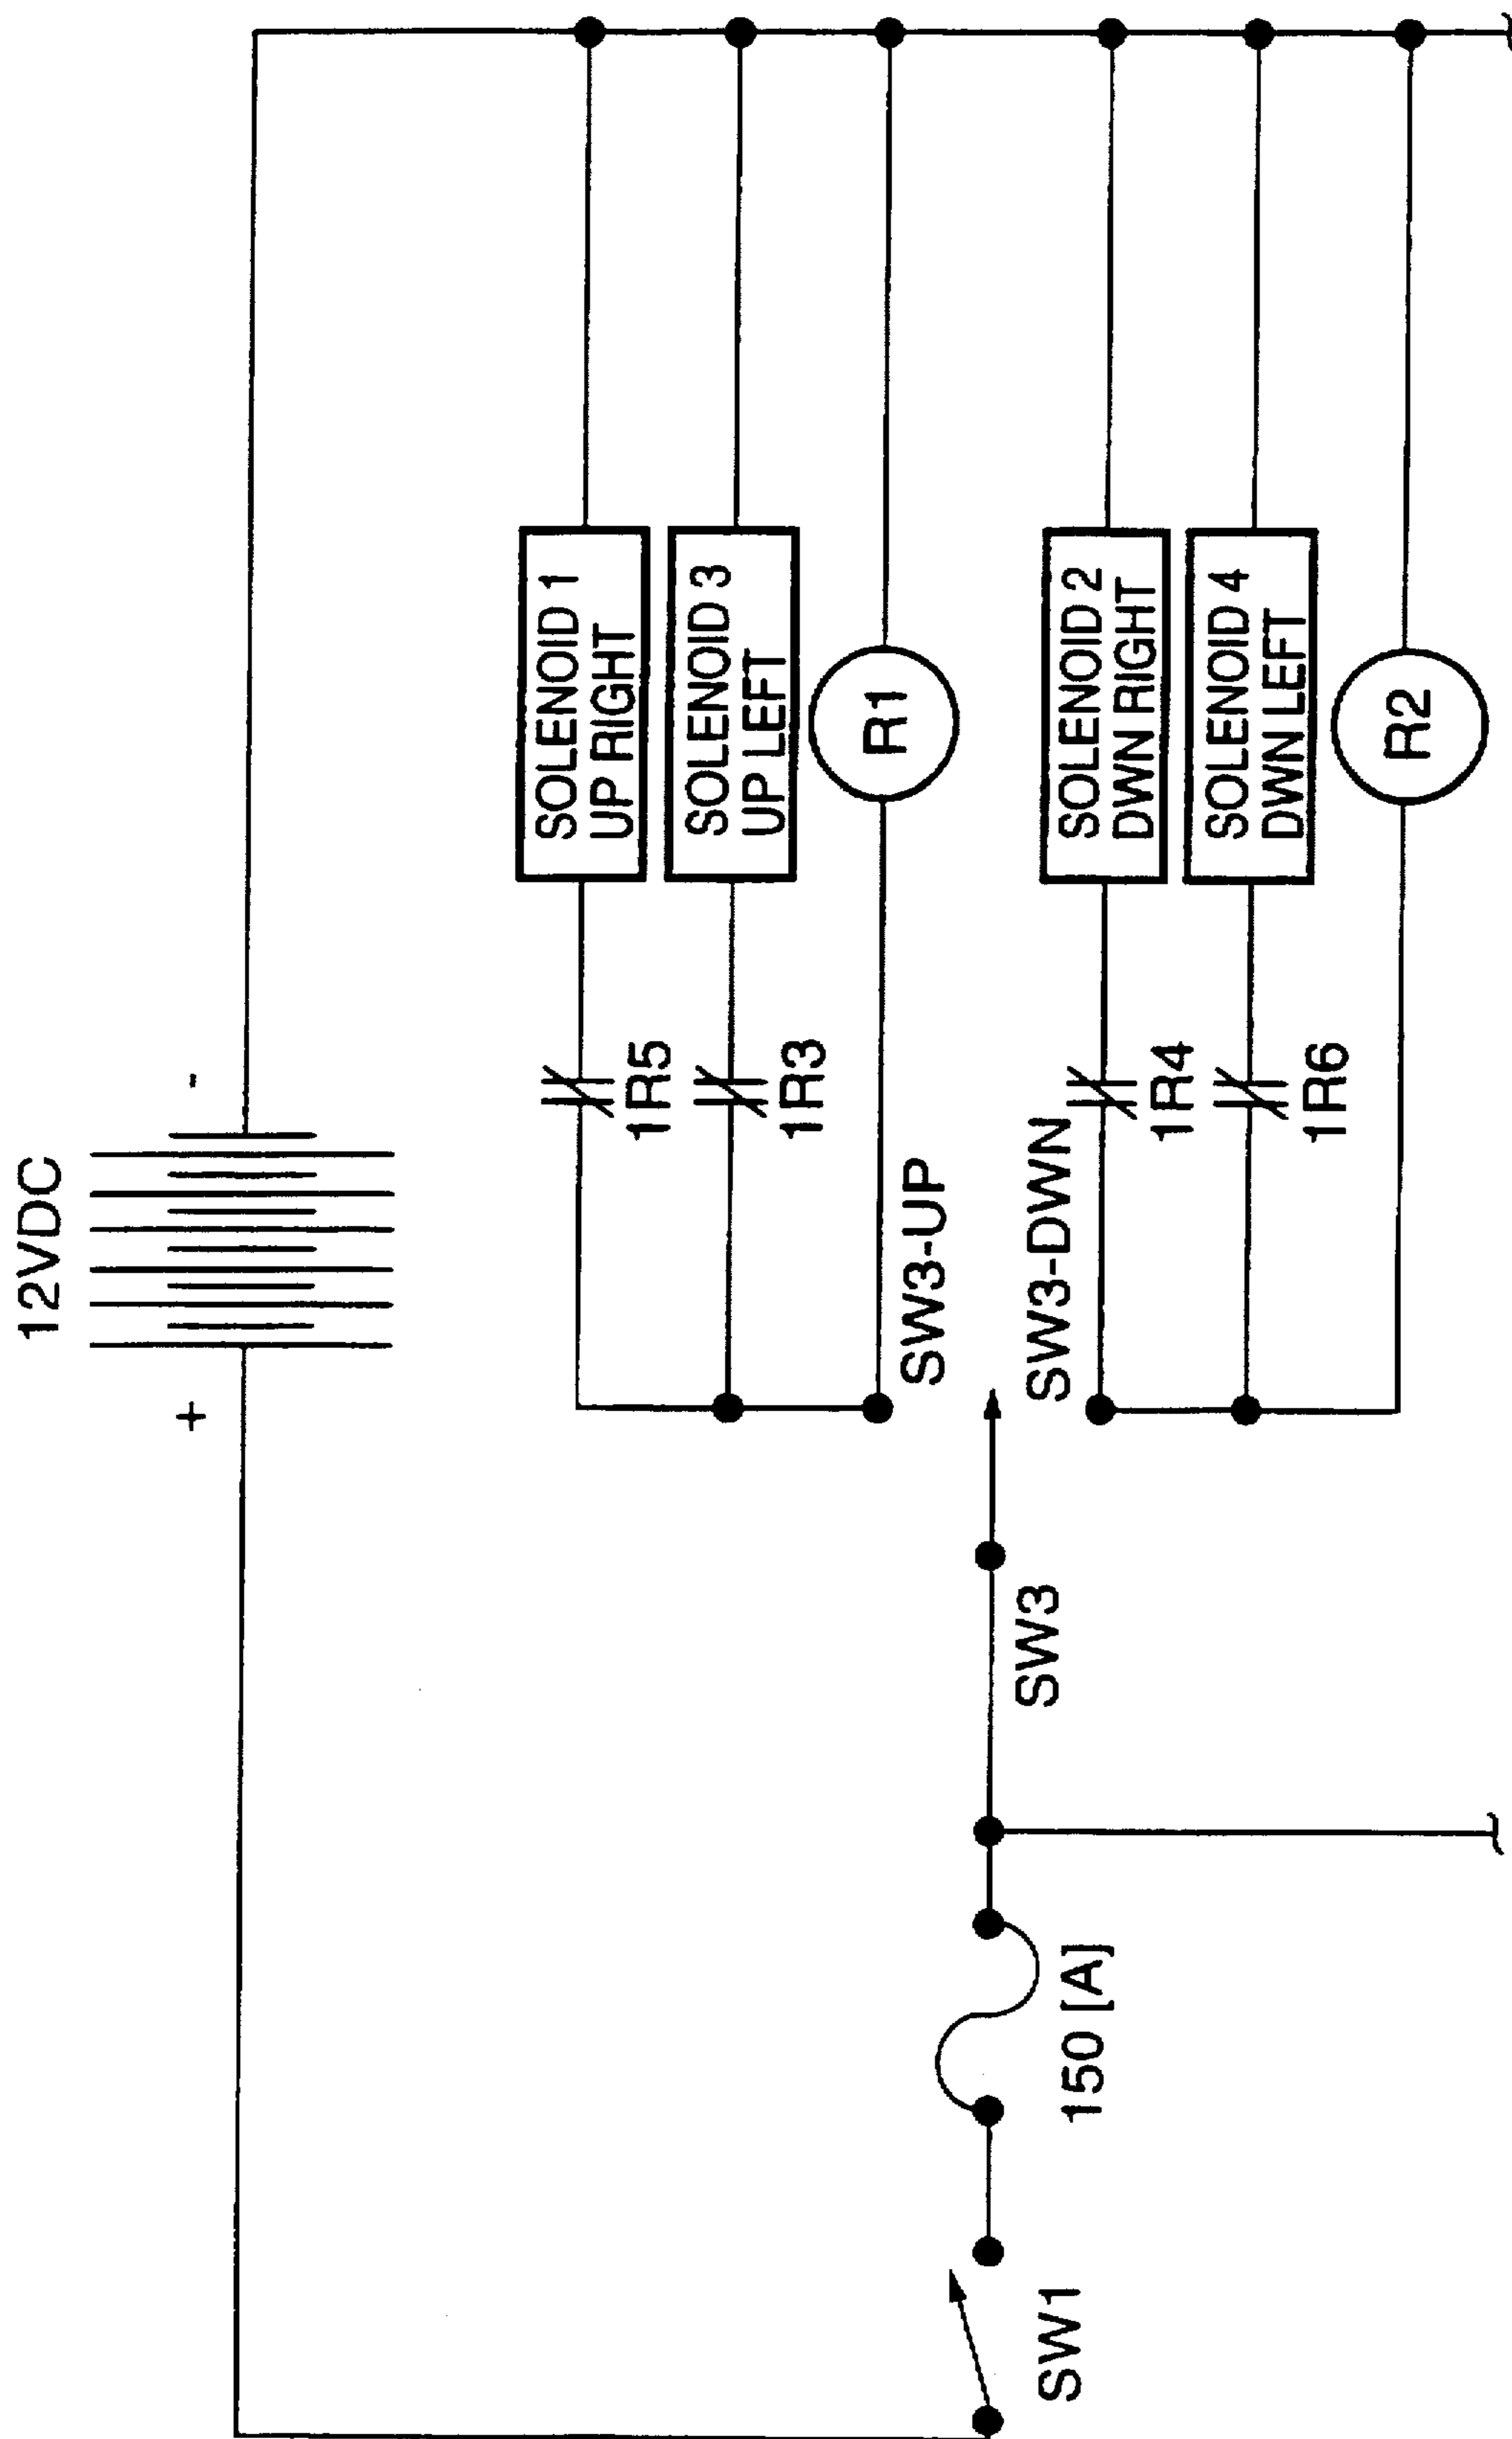 12VDC
+
-
SOLENOID 1
UP RIGHT
1R5
SOLENOID 3
UP LEFT
1R3
R1
SW3-UP
SW3
SW3-DWN
SOLENOID 2
DWN RIGHT
1R4
SOLENOID 4
DWN LEFT
1R6
R2
SW1
150 [A]